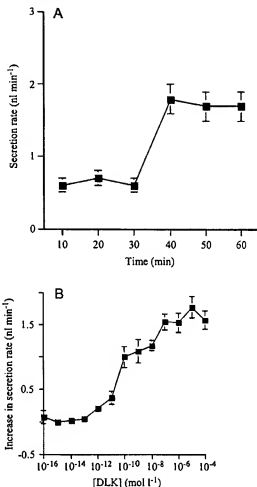 A
3
2
1
0
Secretion rate (nl min⁻¹)
10 20 30 40 50 60
Time (min)
B
1.5
0.5
-0.5
Increase in secretion rate (nl min⁻¹)
10⁻¹⁶ 10⁻¹⁴ 10⁻¹² 10⁻¹⁰ 10⁻⁸ 10⁻⁶ 10⁻⁴
[DLK] (mol l⁻¹)